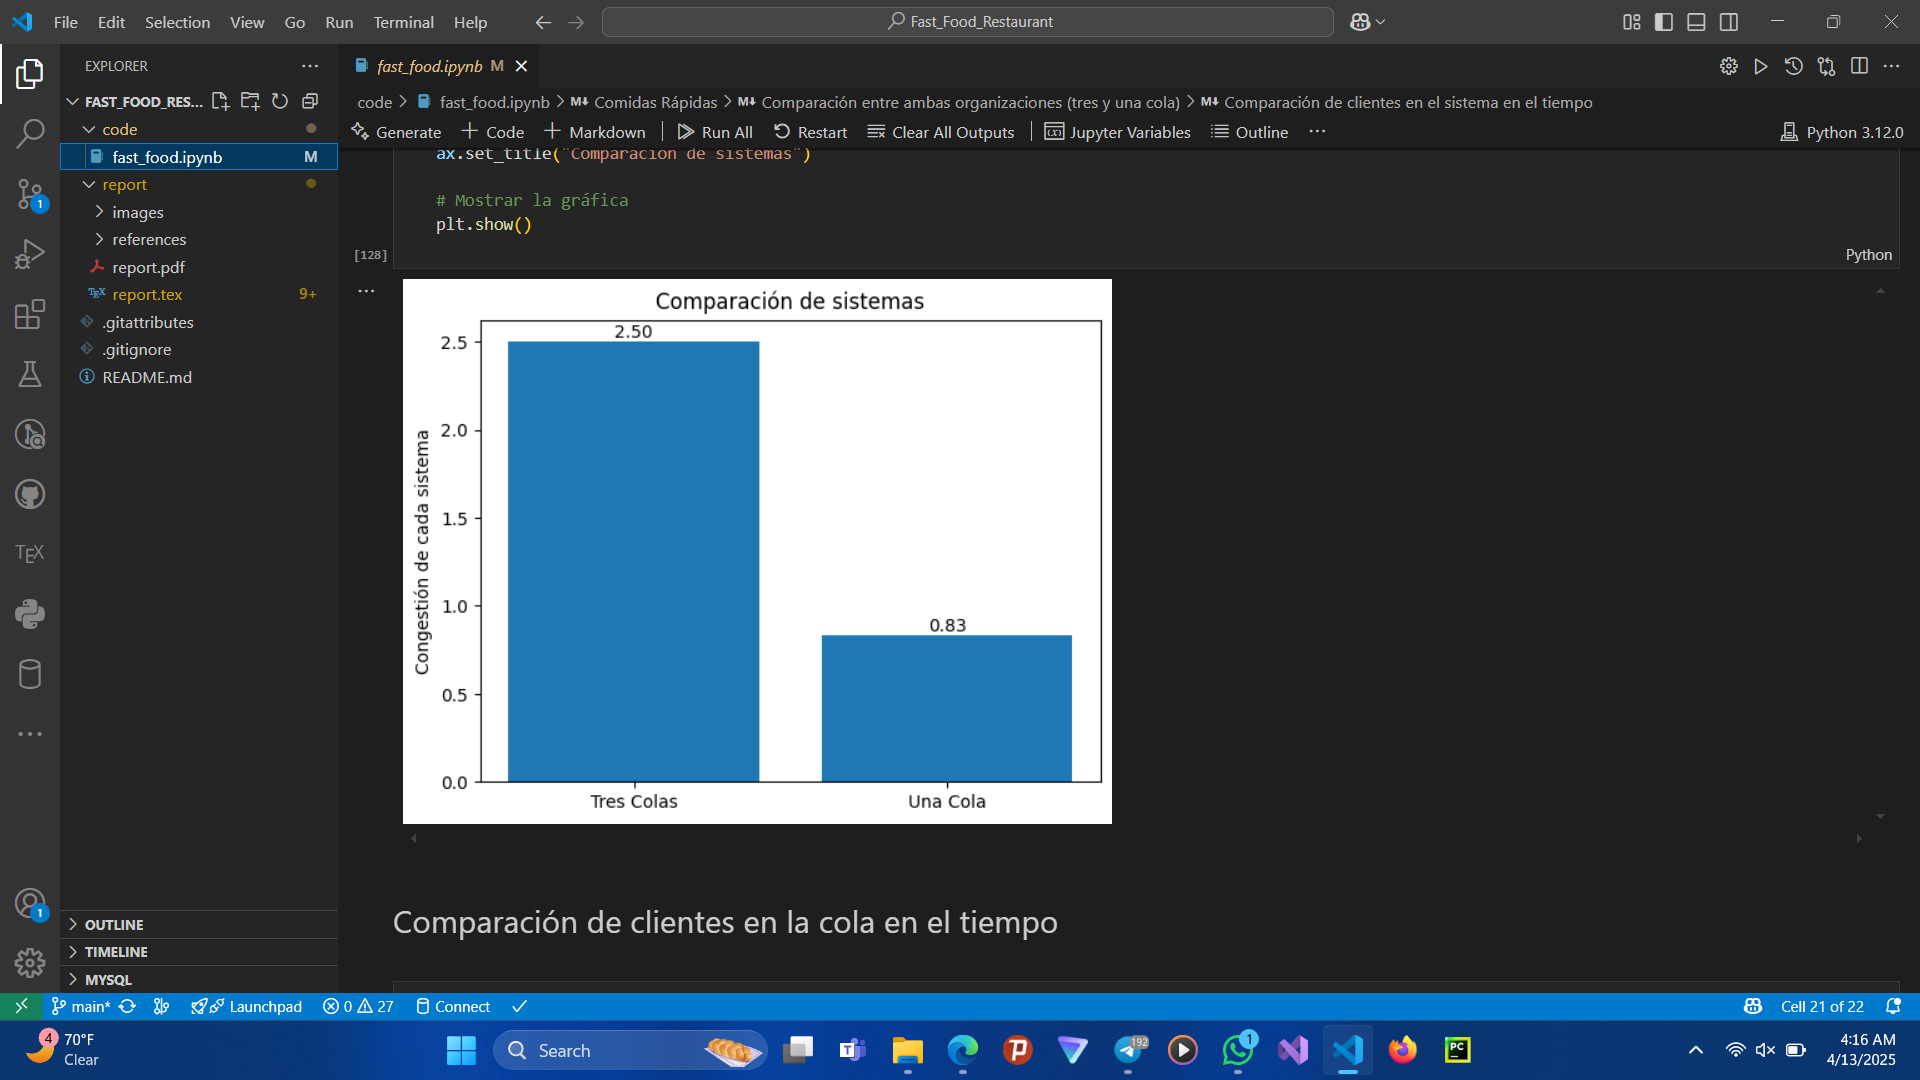 File Edit Selection View Go Run Terminal Help
Fast_Food_Restaurant
EXPLORER
FAST_FOOD_RES...
code
fast_food.ipynb M
report
images
references
report.pdf
TEX report.tex 9+
.gitattributes
.gitignore
README.md
OUTLINE
TIMELINE
MYSQL
TEX
1
1
fast_food.ipynb M
code > fast_food.ipynb > M↓ Comidas Rápidas > M↓ Comparación entre ambas organizaciones (tres y una cola) > M↓ Comparación de clientes en el sistema en el tiempo
Generate + Code + Markdown Run All Restart Clear All Outputs Jupyter Variables Outline ... Python 3.12.0
ax.set_title("Comparación de sistemas")
# Mostrar la gráfica
plt.show()
[128]
Python
Comparación de sistemas
Congestión de cada sistema
2.5
2.0
1.5
1.0
0.5
0.0
2.50
0.83
Tres Colas
Una Cola
Comparación de clientes en la cola en el tiempo
main* Launchpad 0 27 Connect Cell 21 of 22
4
70°F
Clear
Search
192
1
PC
4:16 AM
4/13/2025